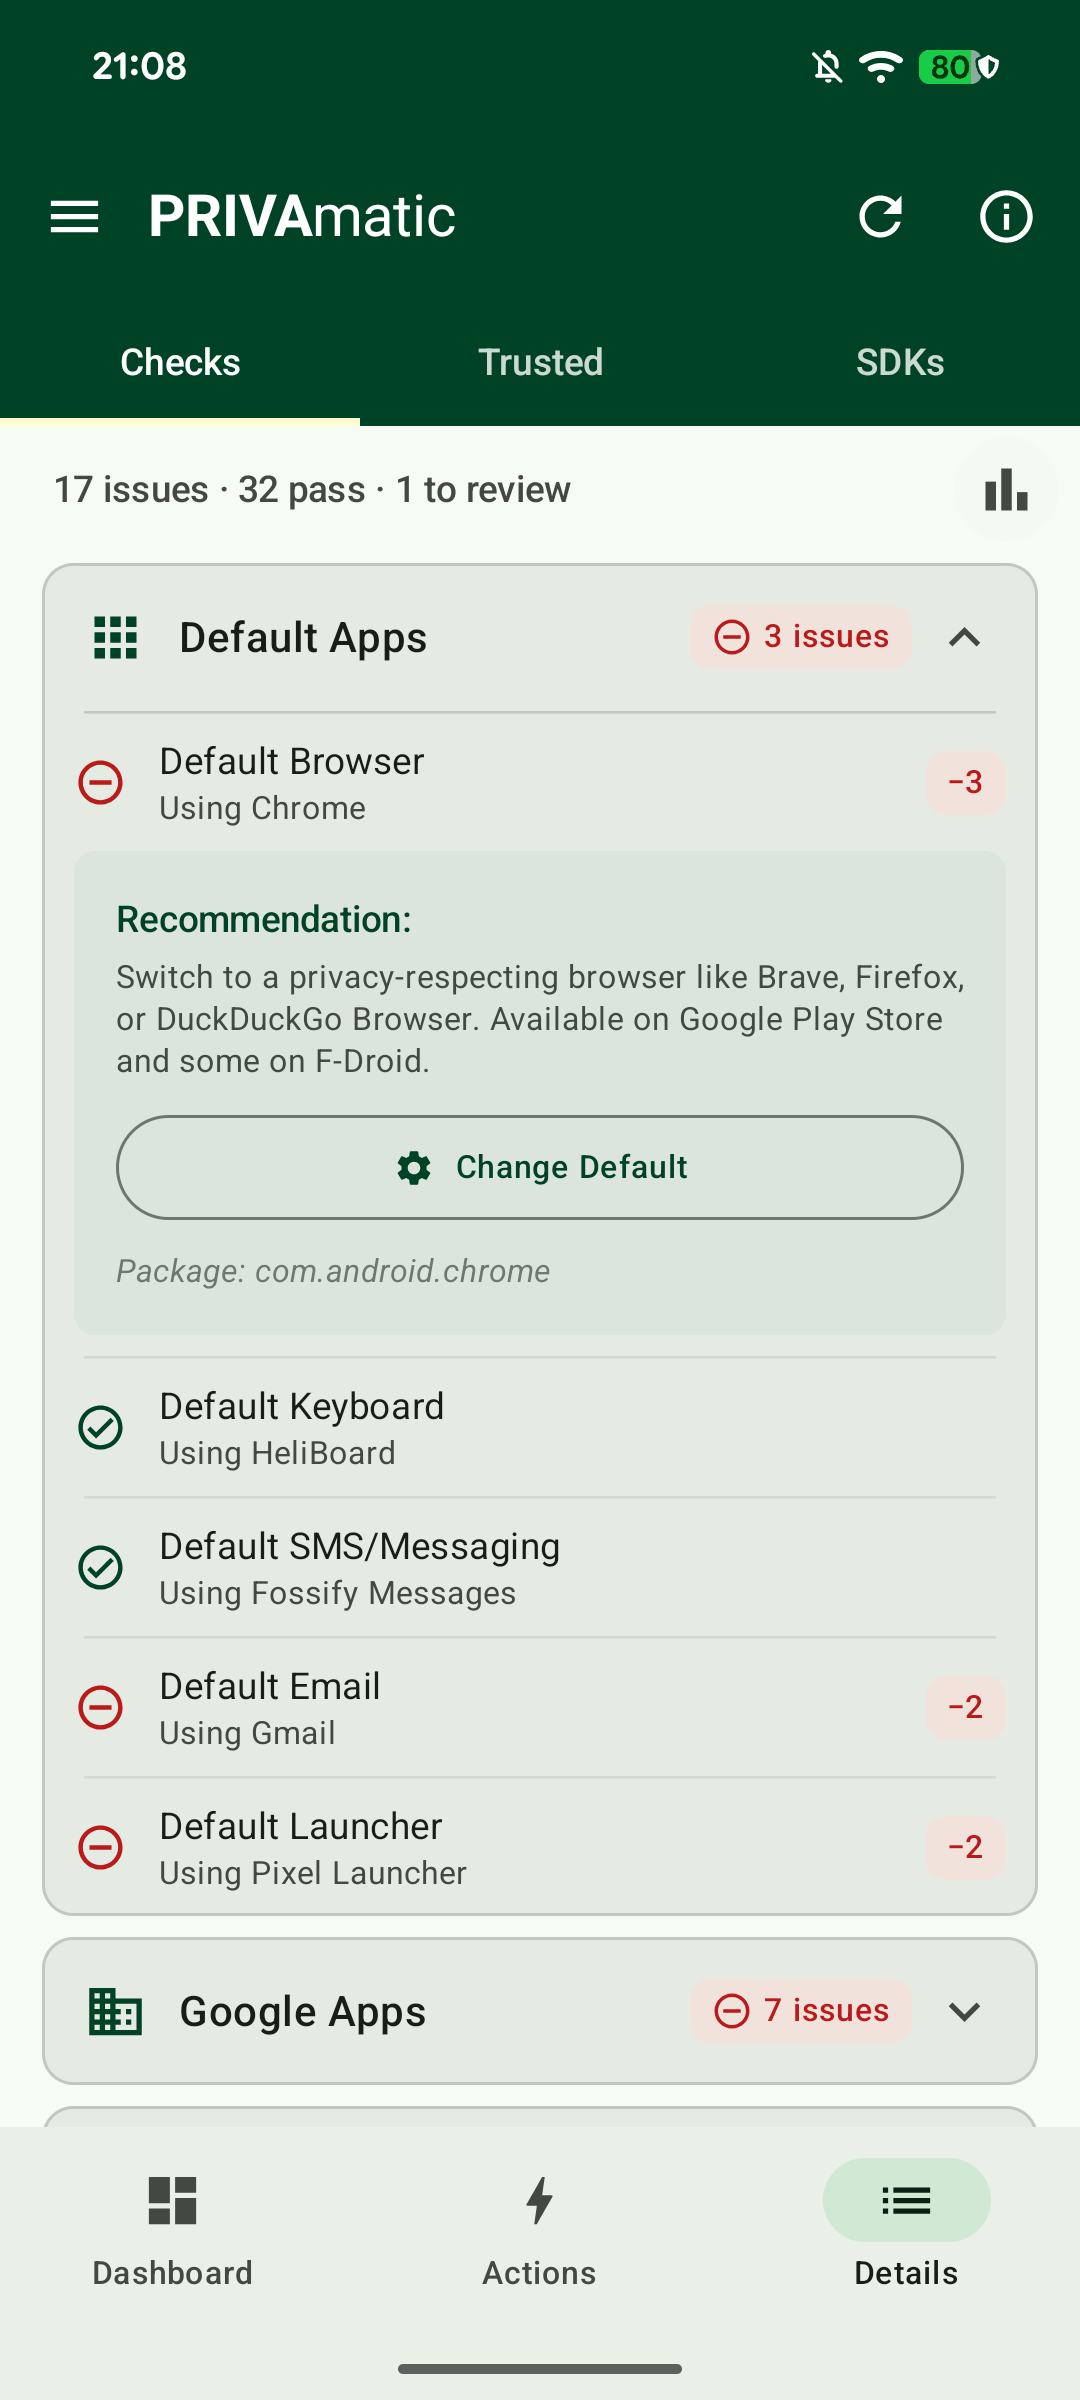 21:08
80
PRIVAmatic
Checks
Trusted
SDKs
17 issues · 32 pass · 1 to review
Default Apps
3 issues
Default Browser
Using Chrome
−3
Recommendation:
Switch to a privacy-respecting browser like Brave, Firefox,
or DuckDuckGo Browser. Available on Google Play Store
and some on F-Droid.
Change Default
Package: com.android.chrome
Default Keyboard
Using HeliBoard
Default SMS/Messaging
Using Fossify Messages
Default Email
Using Gmail
−2
Default Launcher
Using Pixel Launcher
−2
Google Apps
7 issues
Dashboard
Actions
Details